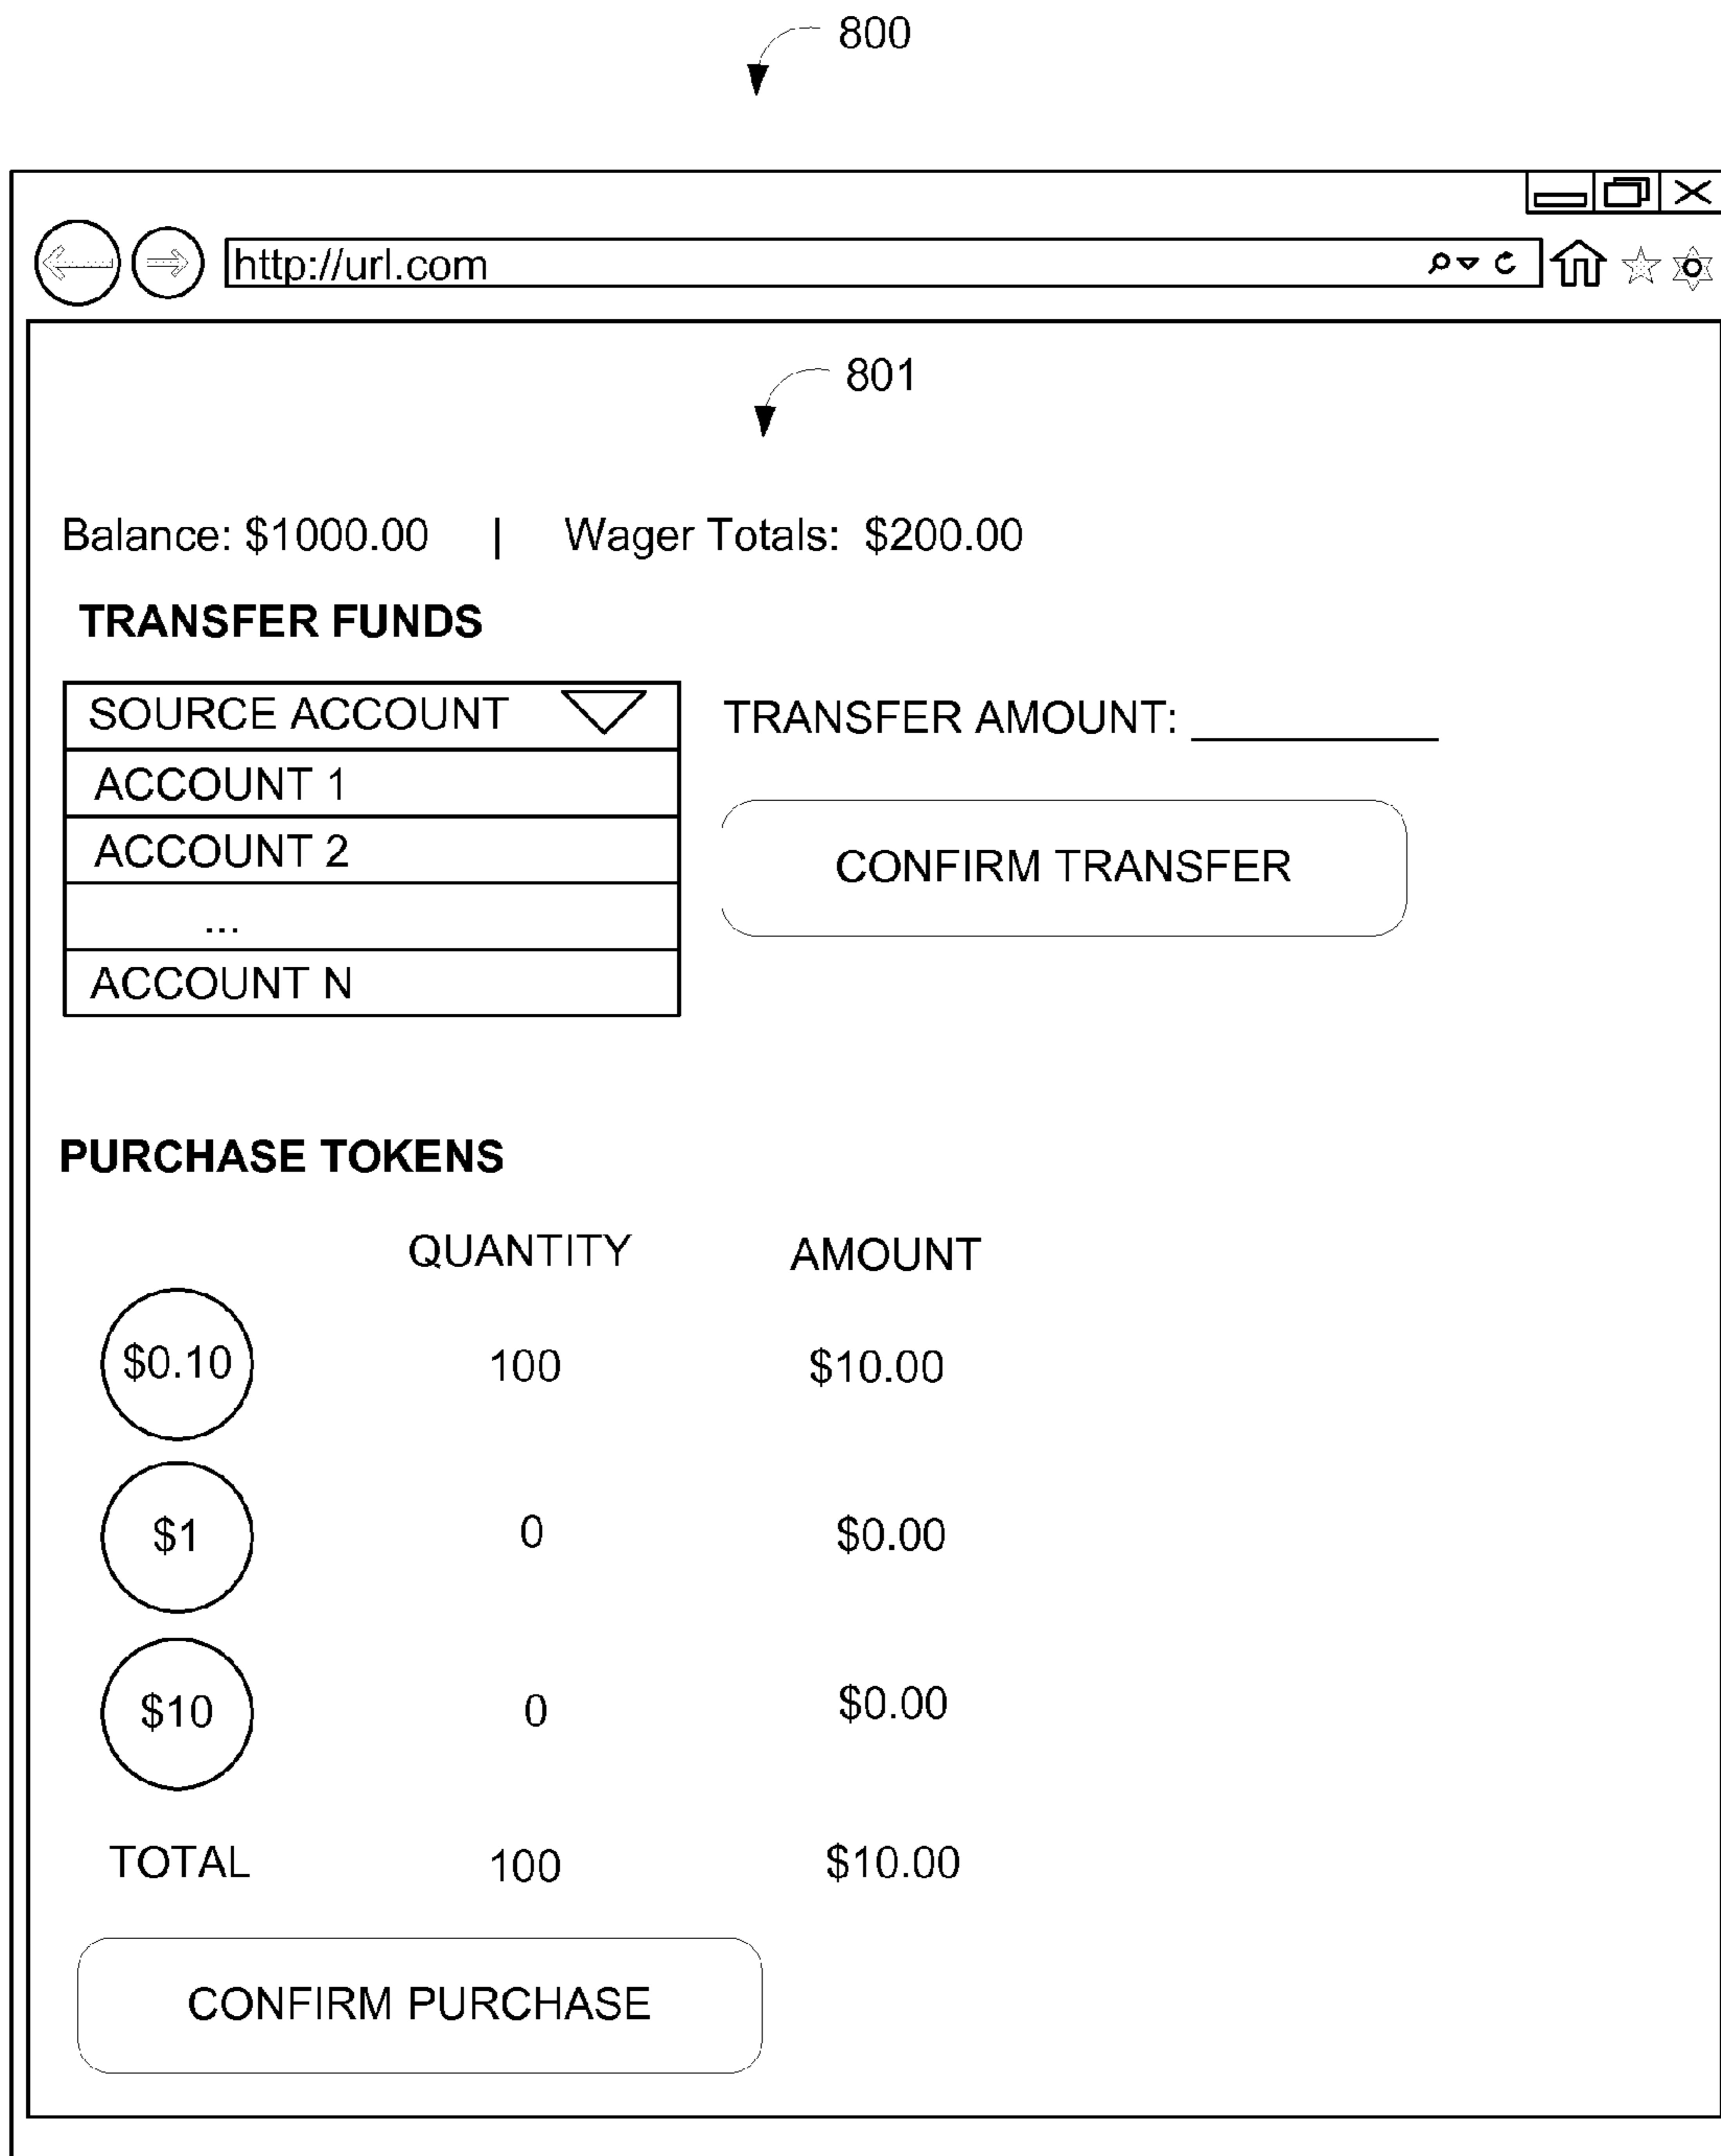 800
http://url.com
801
Balance: $1000.00 | Wager Totals: $200.00
TRANSFER FUNDS
SOURCE ACCOUNT
TRANSFER AMOUNT: __________
ACCOUNT 1
ACCOUNT 2
CONFIRM TRANSFER
...
ACCOUNT N
PURCHASE TOKENS
QUANTITY AMOUNT
$0.10 100 $10.00
$1 0 $0.00
$10 0 $0.00
TOTAL 100 $10.00
CONFIRM PURCHASE